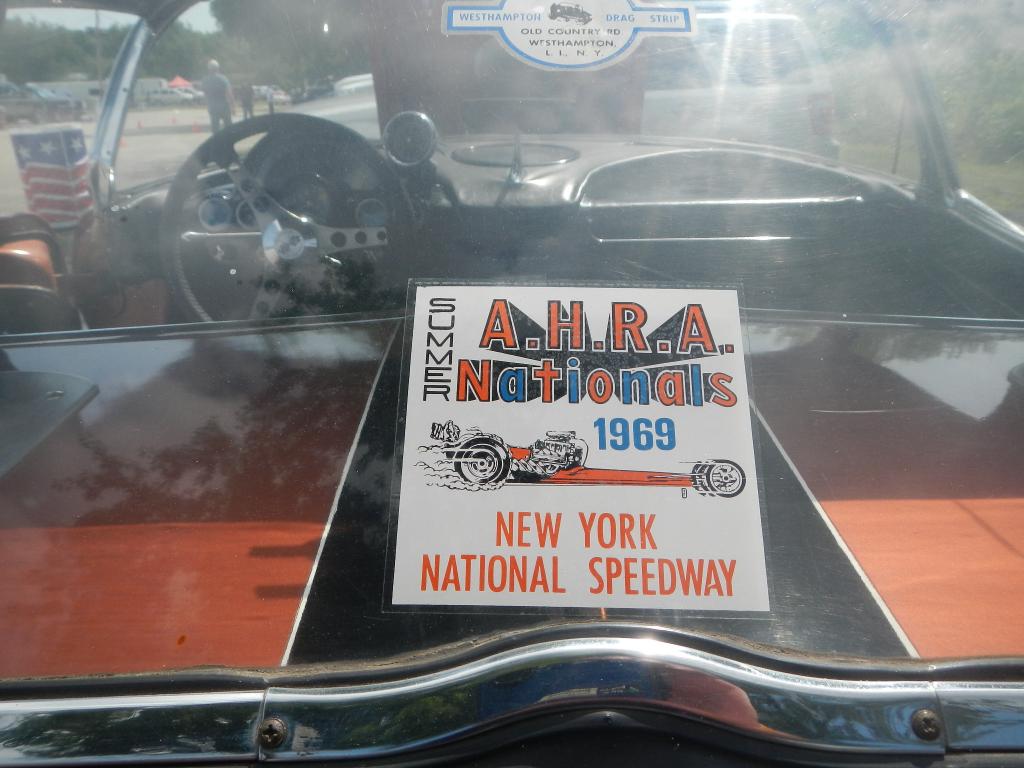 WESTHAMPTON DRAG STRIP
OLD COUNTRY RD
WESTHAMPTON,
L. I., N. Y.
SUMMER
A.H.R.A.
Nationals
1969
NEW YORK
NATIONAL SPEEDWAY